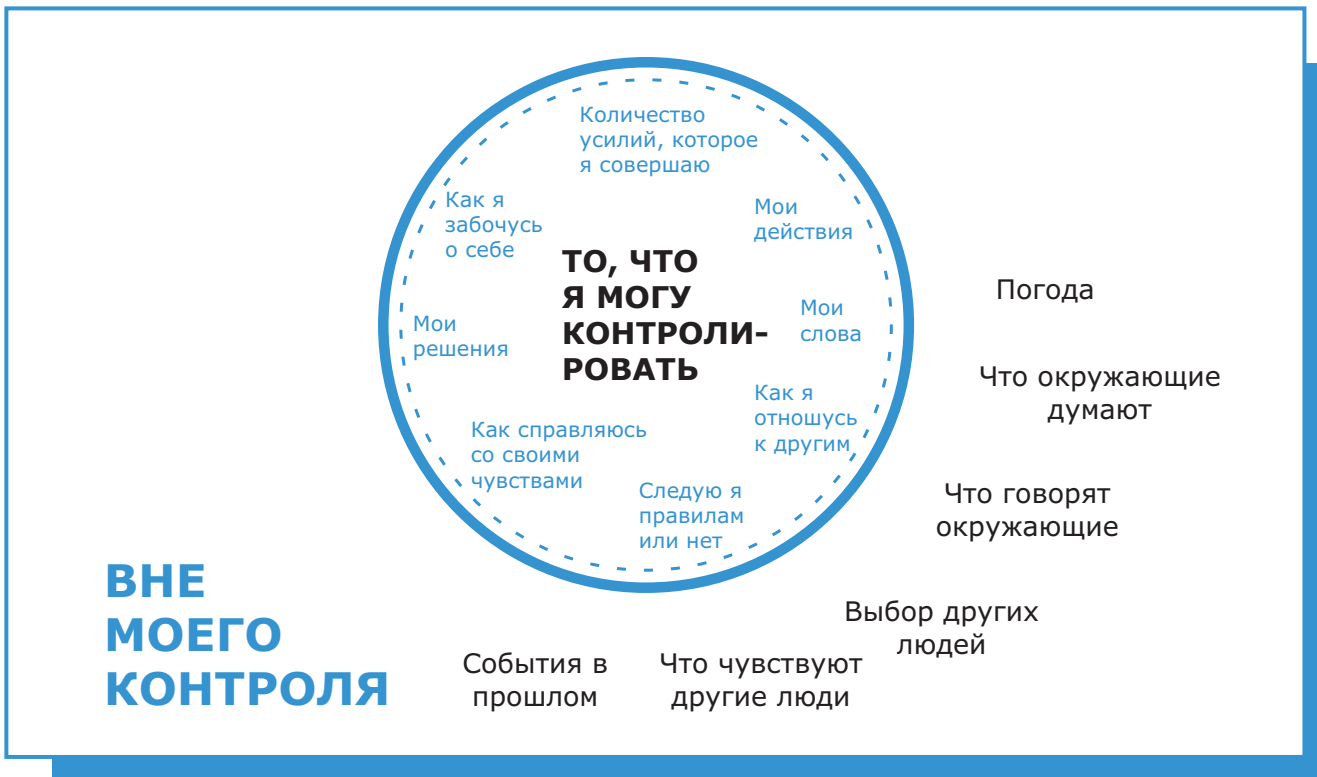 Количество
усилий, которое
я совершаю
Как я
забочусь
о себе
Мои
действия
ТО, ЧТО
Я МОГУ
КОНТРОЛИ-
РОВАТЬ
Мои
решения
Мои
слова
Как я
отношусь
к другим
Как справляюсь
со своими
чувствами
Следую я
правилам
или нет
Погода
Что окружающие
думают
Что говорят
окружающие
Выбор других
людей
Что чувствуют
другие люди
События в
прошлом
ВНЕ
МОЕГО
КОНТРОЛЯ